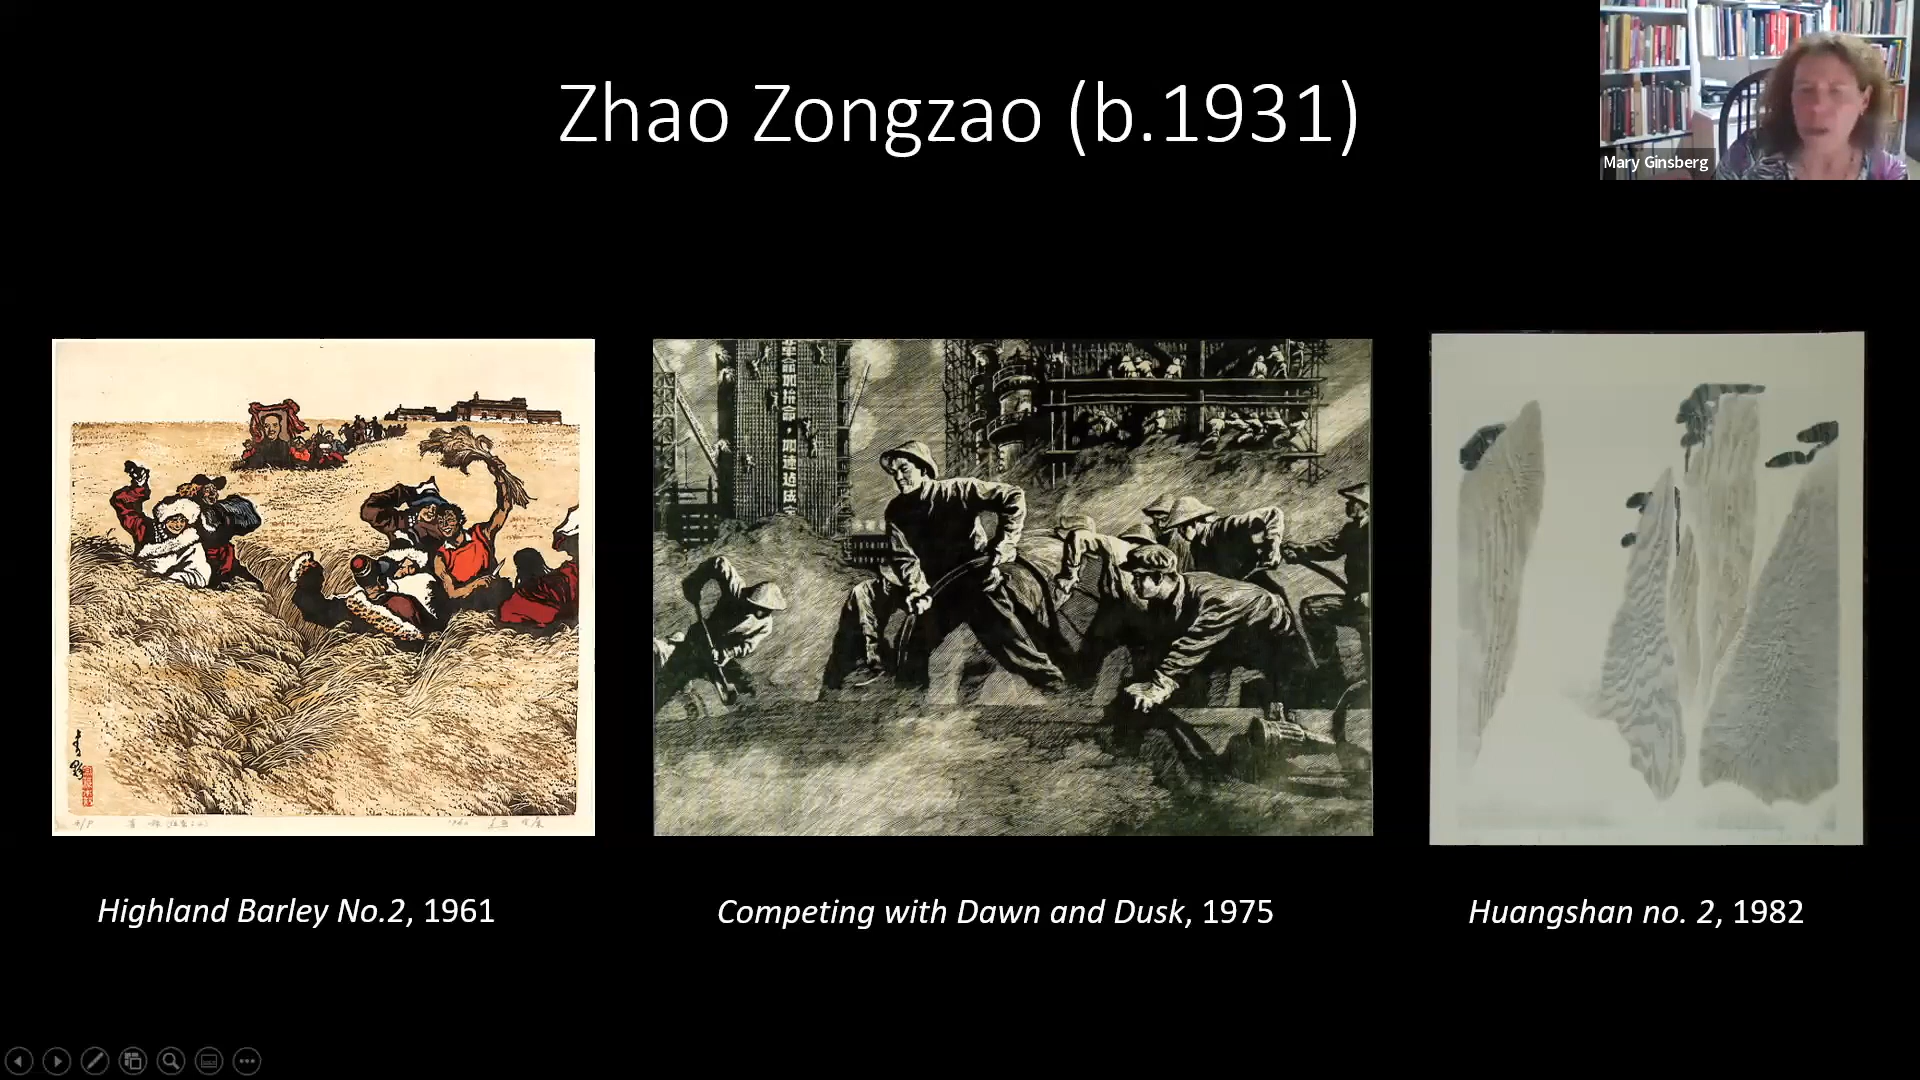 Zhao Zongzao (b.1931)
Mary Ginsberg
Highland Barley No.2, 1961
Competing with Dawn and Dusk, 1975
Huangshan no. 2, 1982